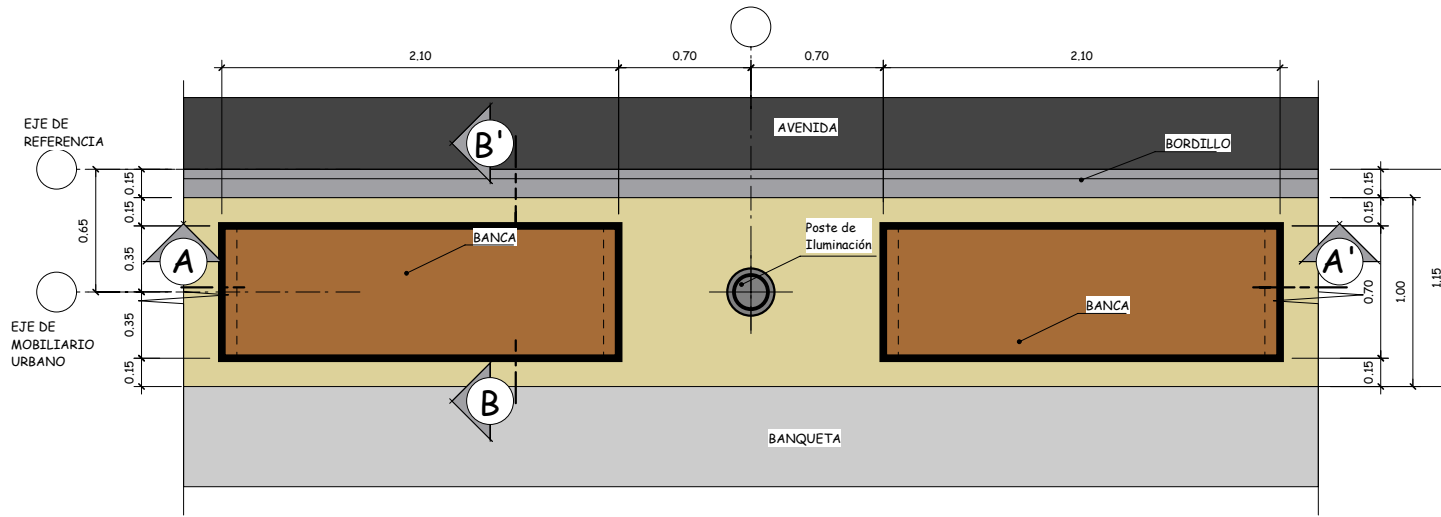 2,10
0,70
0,70
2,10
EJE DE
REFERENCIA
AVENIDA
B'
BORDILLO
0.15
0.15
0.15
0.15
0.65
BANCA
Poste de
Iluminación
A
A'
0.35
0.70
1.00
1.15
BANCA
EJE DE
MOBILIARIO
URBANO
0.35
0.15
0.15
B
BANQUETA